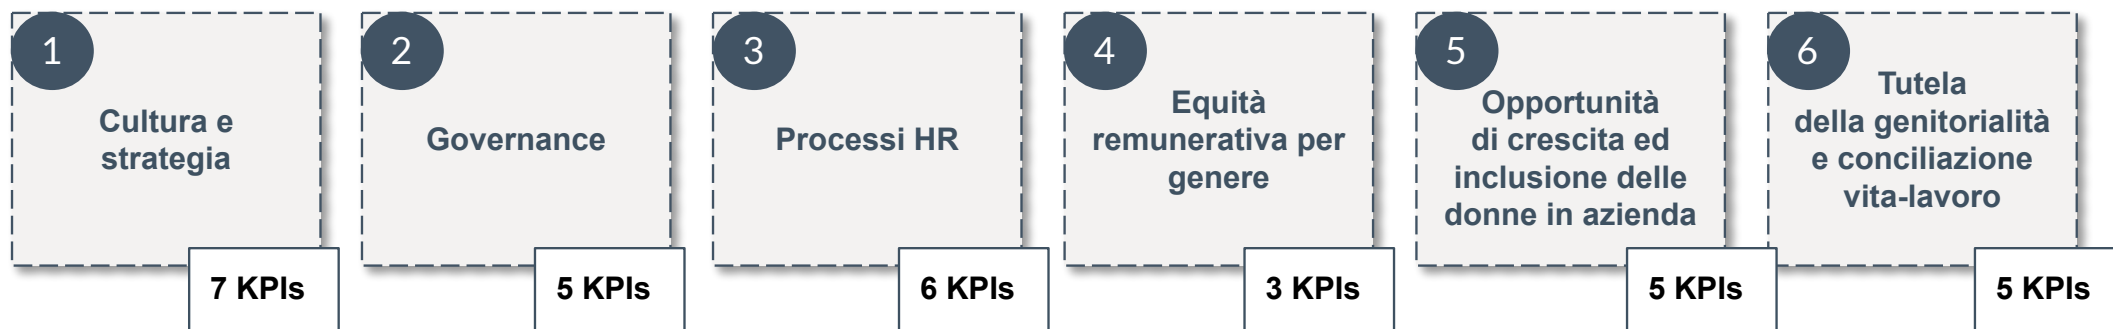 1
Cultura e
strategia
7 KPIs
2
Governance
5 KPIs
3
Processi HR
6 KPIs
4
Equità
remunerativa per
genere
3 KPIs
5
Opportunità
di crescita ed
inclusione delle
donne in azienda
5 KPIs
6
Tutela
della genitorialità
e conciliazione
vita-lavoro
5 KPIs